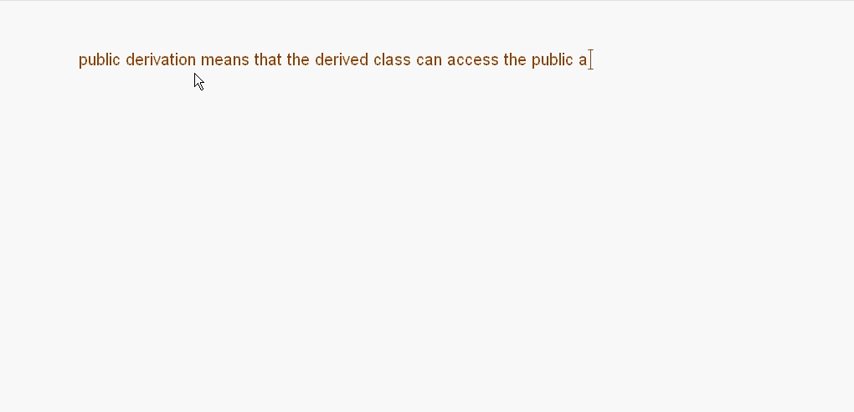 public derivation means that the derived class can access the public a